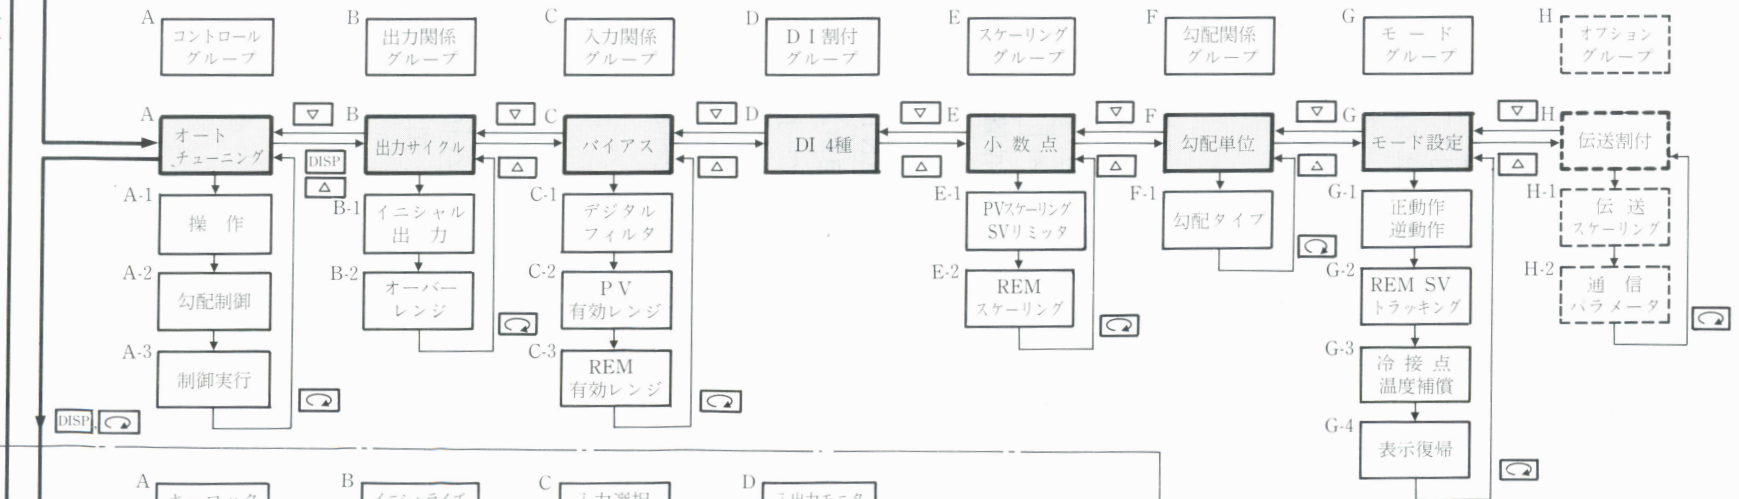 A
コントロール
グループ
B
出力関係
グループ
C
入力関係
グループ
D
DI割付
グループ
E
スケーリング
グループ
F
勾配関係
グループ
G
モード
グループ
H
オプション
グループ
A
オート
チューニング
B
出力サイクル
C
バイアス
D
DI 4種
E
小数点
F
勾配単位
G
モード設定
H
伝送割付
▽
▽
▽
▽
▽
▽
▽
DISP
△
△
△
△
△
△
△
A-1
操作
A-2
勾配制御
A-3
制御実行
B-1
イニシャル
出力
B-2
オーバー
レンジ
C-1
デジタル
フィルタ
C-2
PV
有効レンジ
C-3
REM
有効レンジ
E-1
PVスケーリング
SVリミッタ
E-2
REM
スケーリング
F-1
勾配タイプ
G-1
正動作
逆動作
G-2
REM SV
トラッキング
G-3
冷接点
温度補償
G-4
表示復帰
H-1
伝送
スケーリング
H-2
通信
パラメータ
DISP,
A
B
C
D